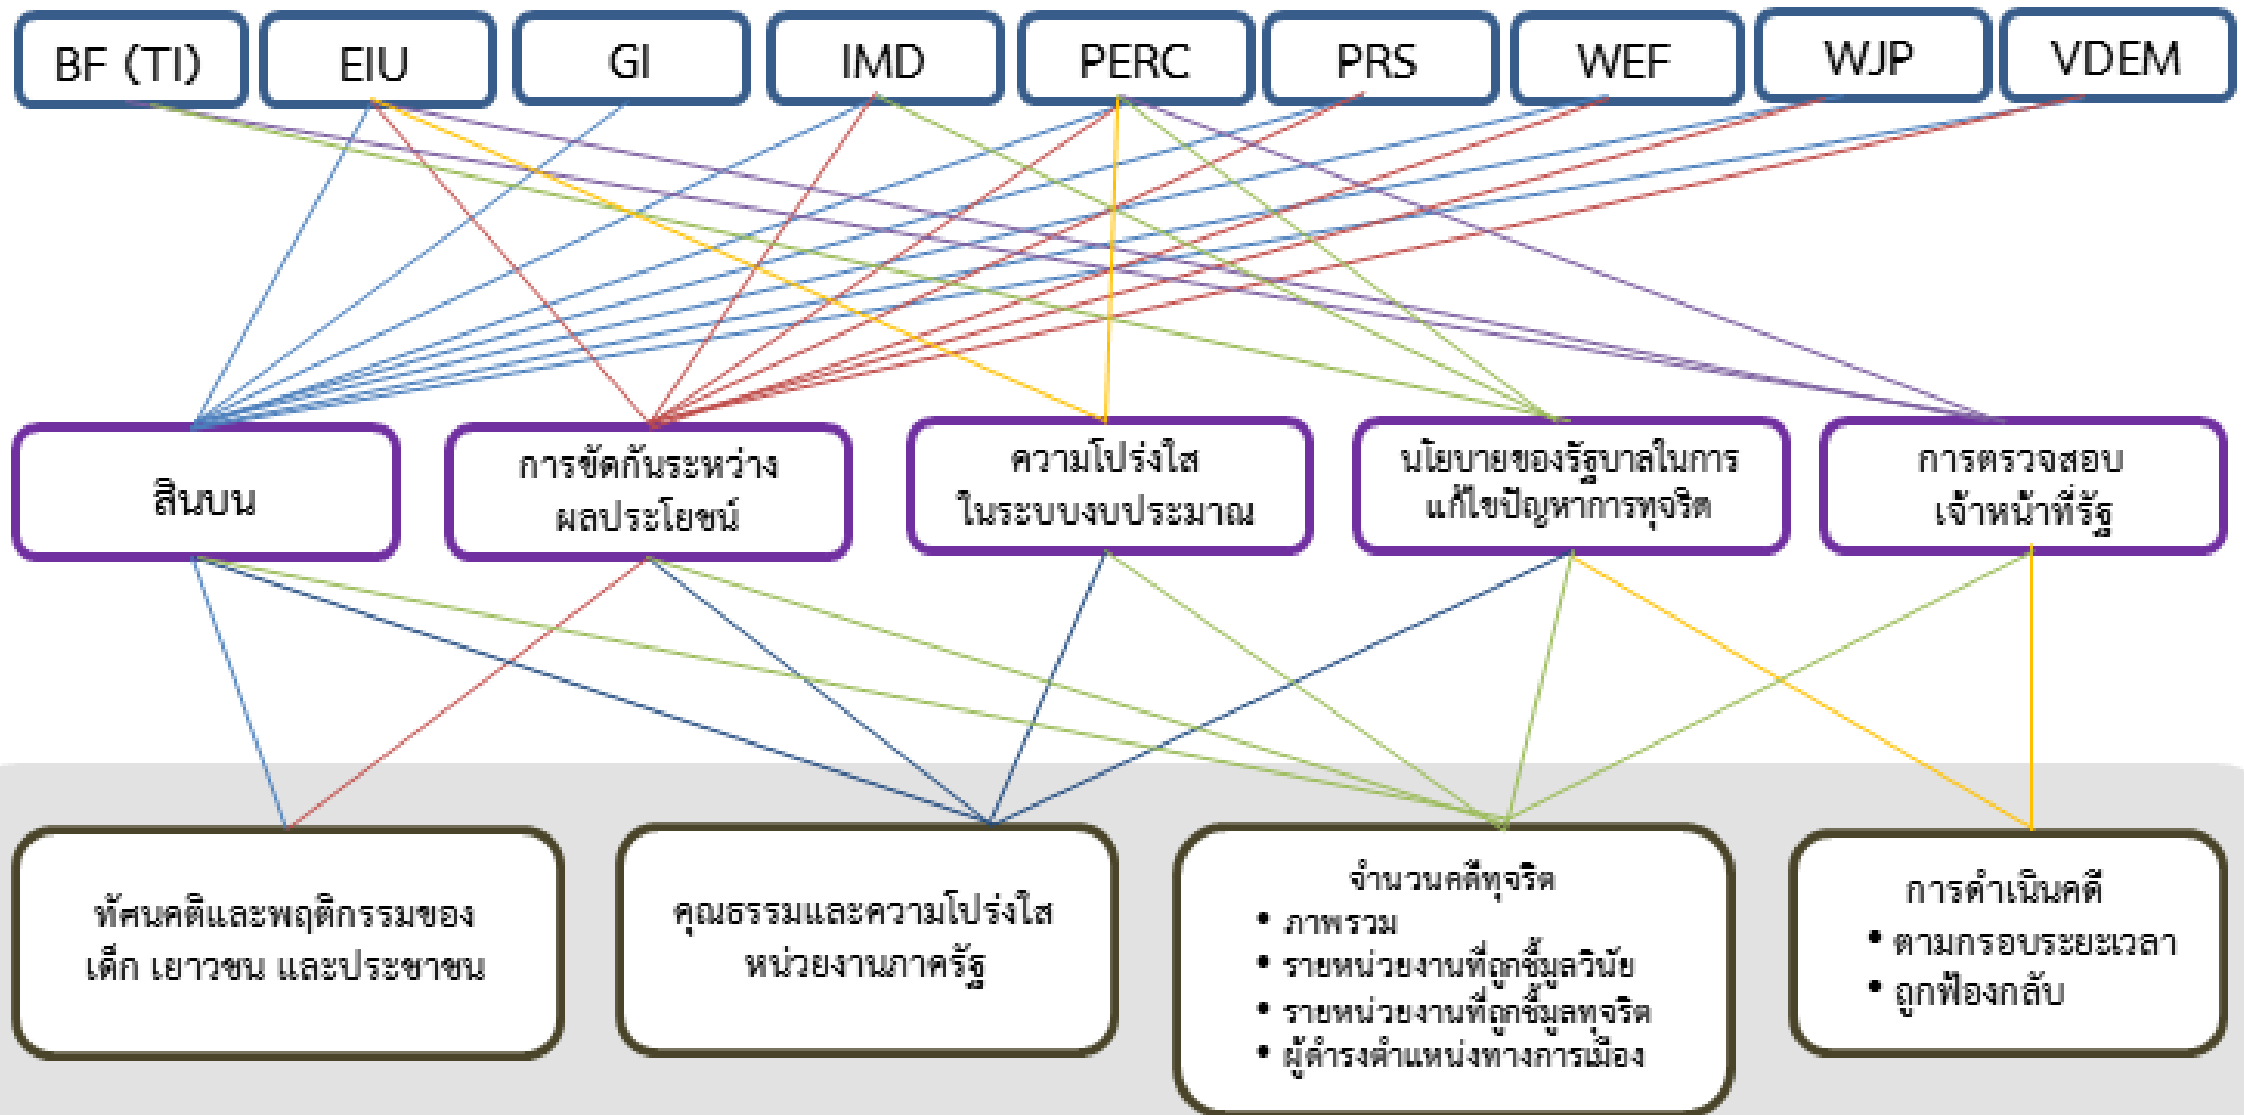 BF (TI)
EIU
GI
IMD
PERC
PRS
WEF
WJP
VDEM
สินบน
การขัดกันระหว่าง
ผลประโยชน์
ความโปร่งใส
ในระบบงบประมาณ
นโยบายของรัฐบาลในการ
แก้ไขปัญหาการทุจริต
การตรวจสอบ
เจ้าหน้าที่รัฐ
ทัศนคติและพฤติกรรมของ
เด็ก เยาวชน และประชาชน
คุณธรรมและความโปร่งใส
หน่วยงานภาครัฐ
จำนวนคดีทุจริต
• ภาพรวม
• รายหน่วยงานที่ถูกชี้มูลวินัย
• รายหน่วยงานที่ถูกชี้มูลทุจริต
• ผู้ดำรงตำแหน่งทางการเมือง
การดำเนินคดี
• ตามกรอบระยะเวลา
• ถูกฟ้องกลับ